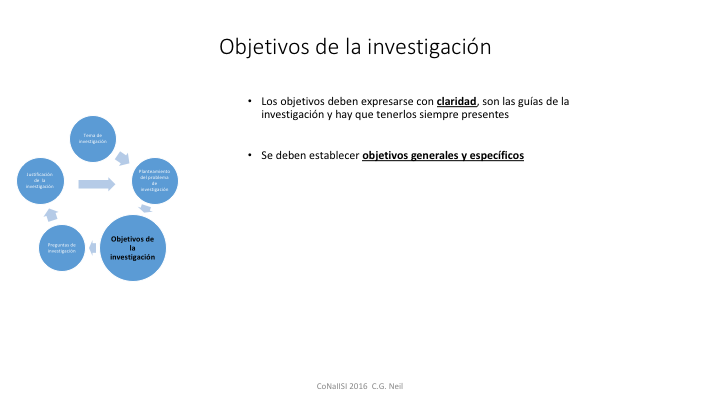 Objetivos de la investigación
• Los objetivos deben expresarse con claridad, son las guías de la
investigación y hay que tenerlos siempre presentes
• Se deben establecer objetivos generales y específicos
Tema de
investigación
Planteamiento
del problema
de
investigación
Objetivos de
la
investigación
Preguntas de
investigación
Justificación
de la
investigación
CoNaIISI 2016 C.G. Neil